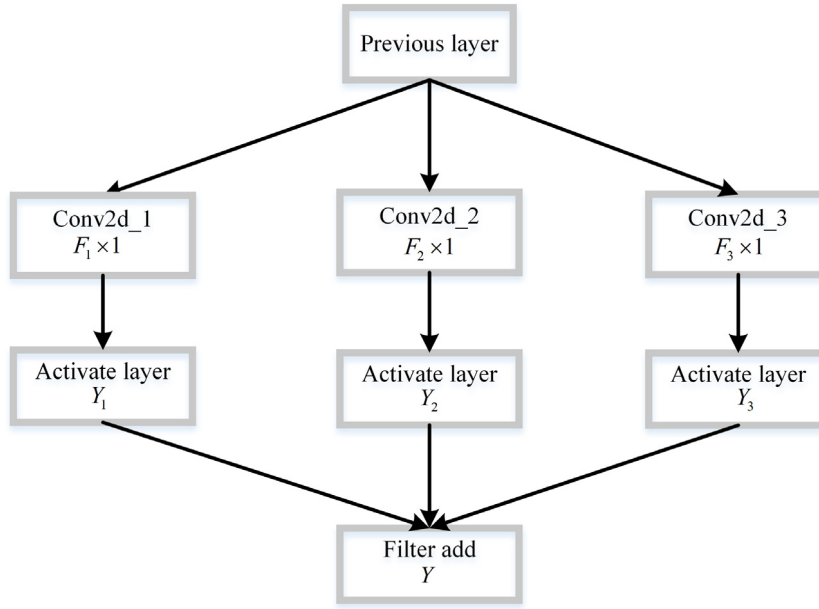 Previous layer
Conv2d_1
F₁ × 1
Conv2d_2
F₂ × 1
Conv2d_3
F₃ × 1
Activate layer
Y₁
Activate layer
Y₂
Activate layer
Y₃
Filter add
Y